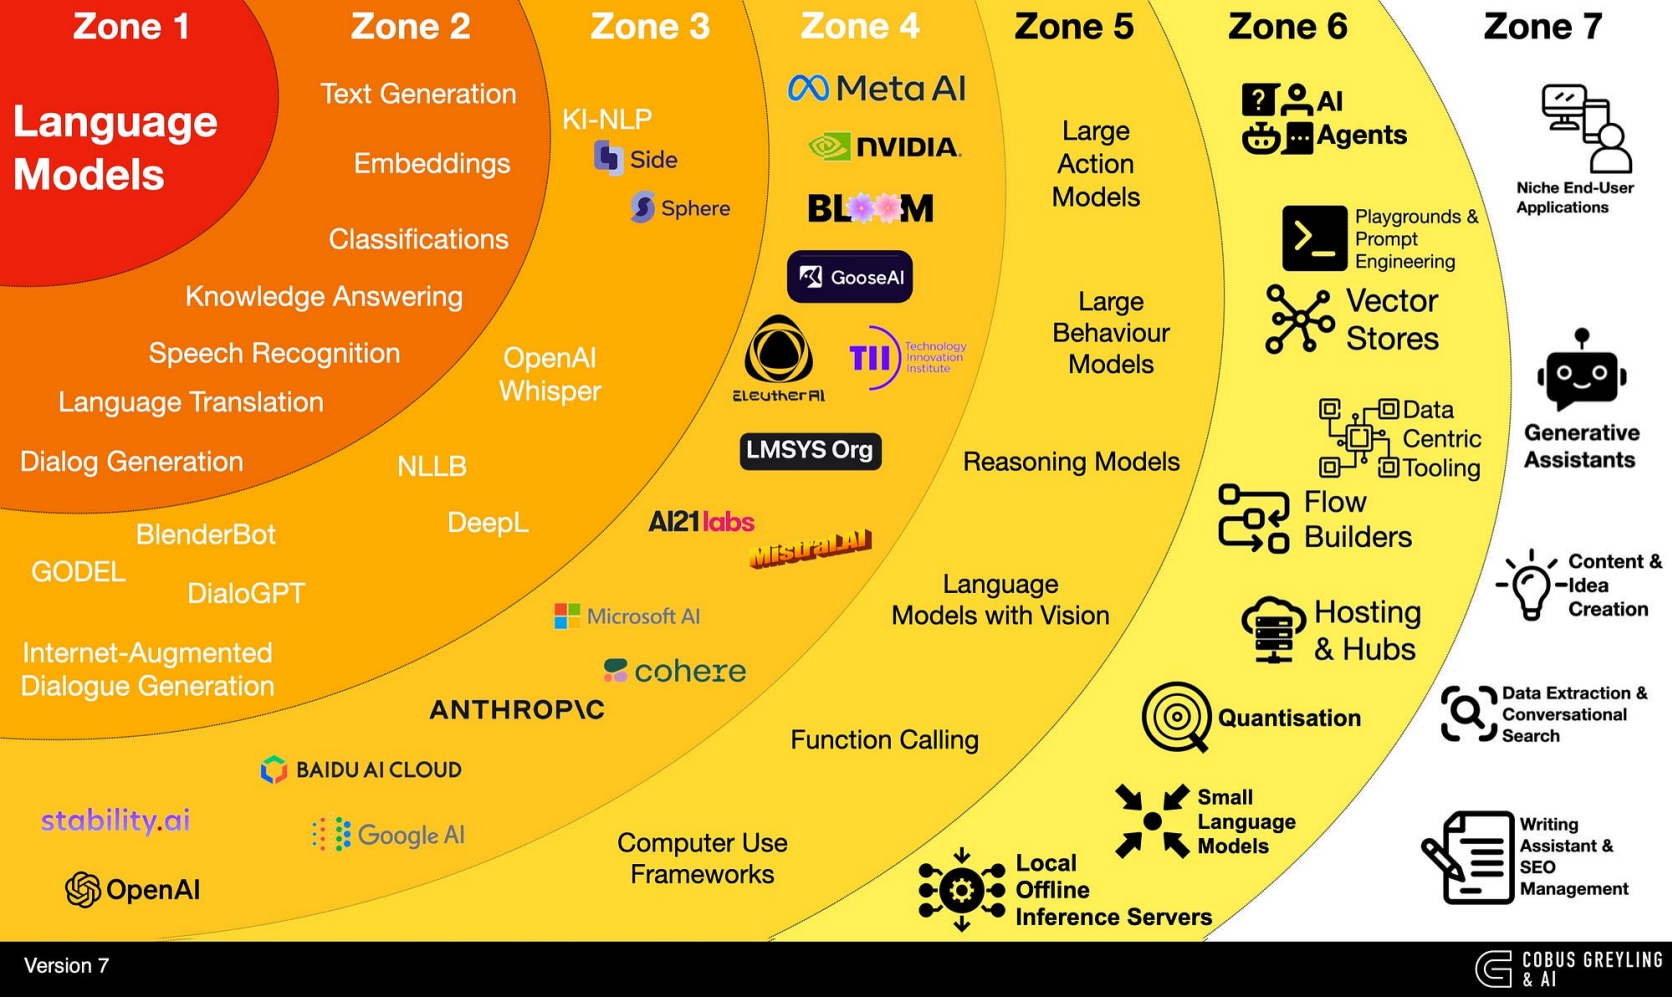 Zone 1
Zone 2
Zone 3
Zone 4
Zone 5
Zone 6
Zone 7
Language
Models
Text Generation
Embeddings
Classifications
Knowledge Answering
Speech Recognition
Language Translation
Dialog Generation
KI-NLP
Side
Sphere
OpenAI
Whisper
NLLB
DeepL
BlenderBot
GODEL
DialoGPT
Internet-Augmented
Dialogue Generation
Meta AI
NVIDIA.
BLOOM
GooseAI
EleutherAI
TII
Technology
Innovation
Institute
LMSYS Org
AI21labs
Mistral.AI
Microsoft AI
cohere
ANTHROP\C
BAIDU AI CLOUD
stability.ai
Google AI
OpenAI
Large
Action
Models
Large
Behaviour
Models
Reasoning Models
Language
Models with Vision
Function Calling
Computer Use
Frameworks
AI
Agents
Playgrounds &
Prompt
Engineering
Vector
Stores
Data
Centric
Tooling
Flow
Builders
Hosting
& Hubs
Quantisation
Small
Language
Models
Local
Offline
Inference Servers
Niche End-User
Applications
Generative
Assistants
Content &
Idea
Creation
Data Extraction &
Conversational
Search
Writing
Assistant &
SEO
Management
Version 7
COBUS GREYLING
& AI